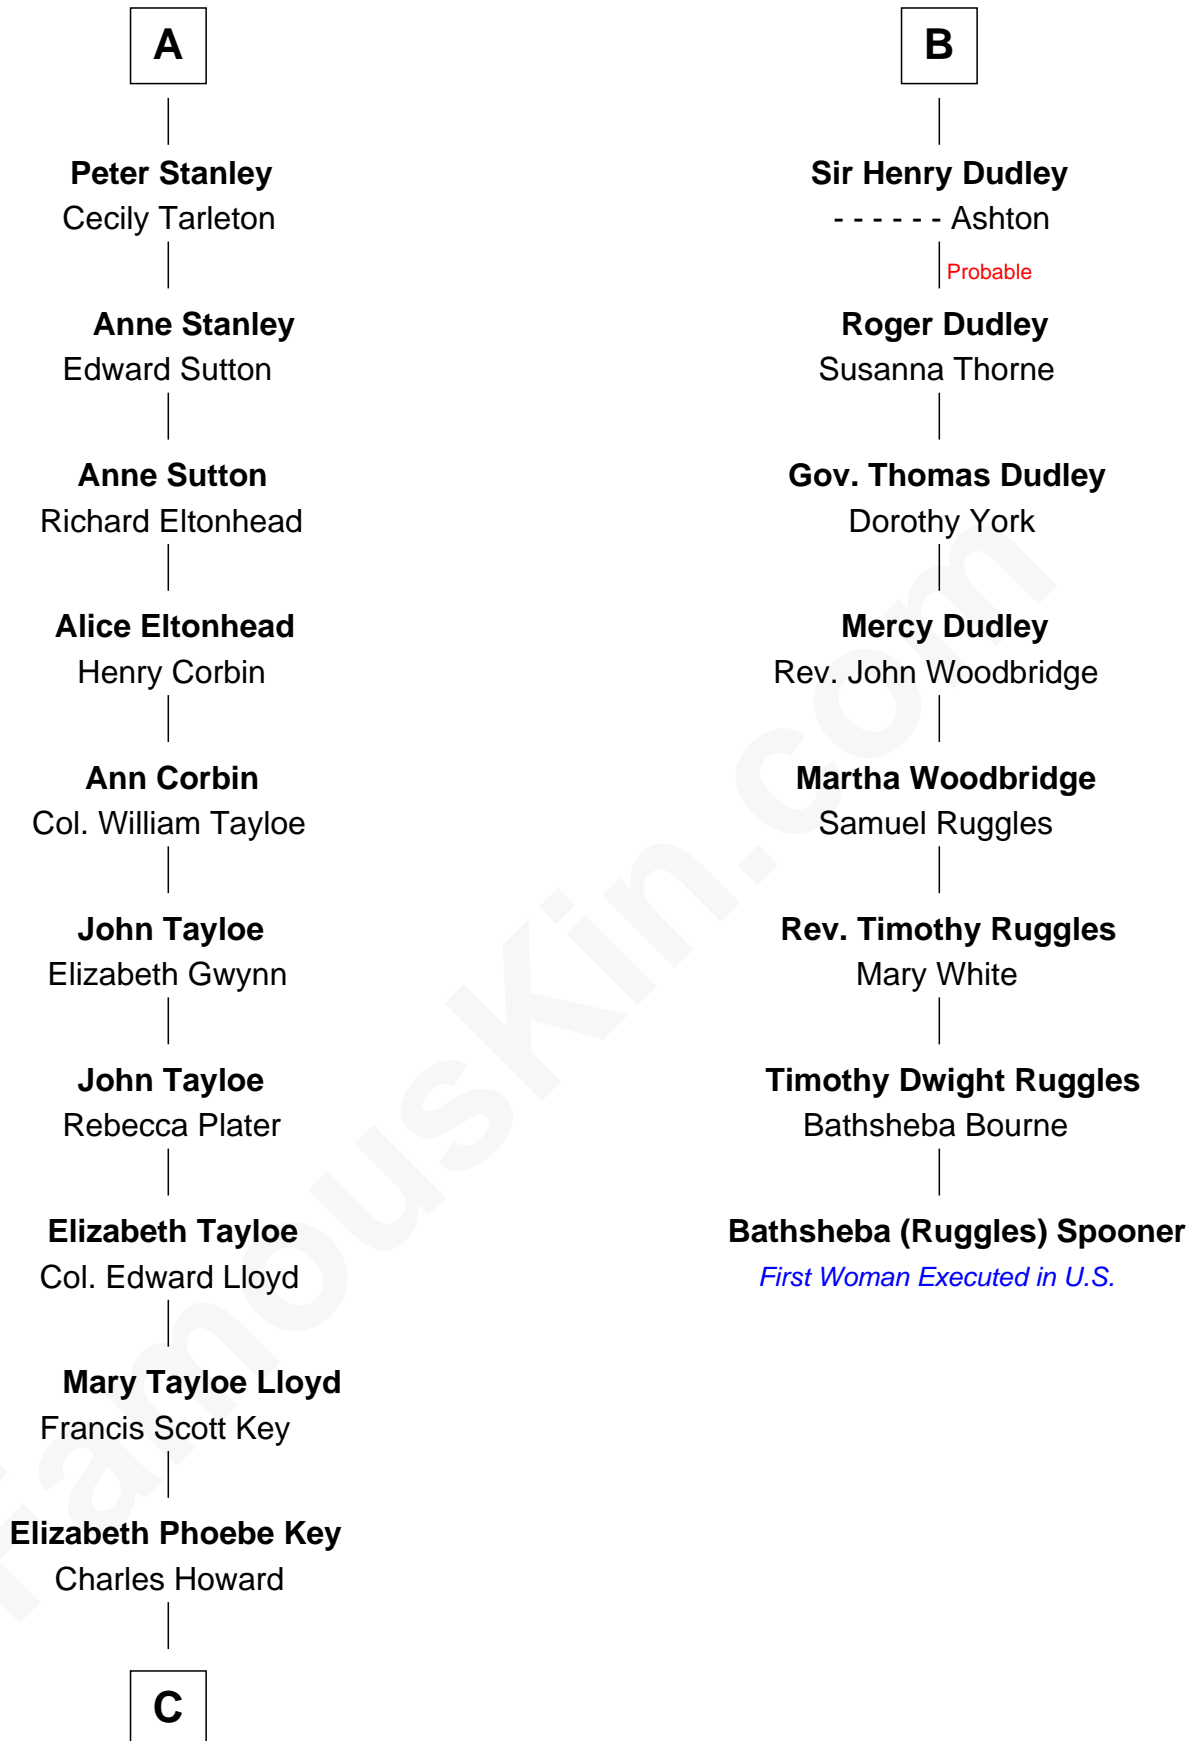 A
Peter Stanley
Cecily Tarleton
Anne Stanley
Edward Sutton
Anne Sutton
Richard Eltonhead
Alice Eltonhead
Henry Corbin
Ann Corbin
Col. William Tayloe
John Tayloe
Elizabeth Gwynn
John Tayloe
Rebecca Plater
Elizabeth Tayloe
Col. Edward Lloyd
Mary Tayloe Lloyd
Francis Scott Key
Elizabeth Phoebe Key
Charles Howard
C
B
Sir Henry Dudley
- - - - - - Ashton
Probable
Roger Dudley
Susanna Thorne
Gov. Thomas Dudley
Dorothy York
Mercy Dudley
Rev. John Woodbridge
Martha Woodbridge
Samuel Ruggles
Rev. Timothy Ruggles
Mary White
Timothy Dwight Ruggles
Bathsheba Bourne
Bathsheba (Ruggles) Spooner
First Woman Executed in U.S.
FamousKin.com